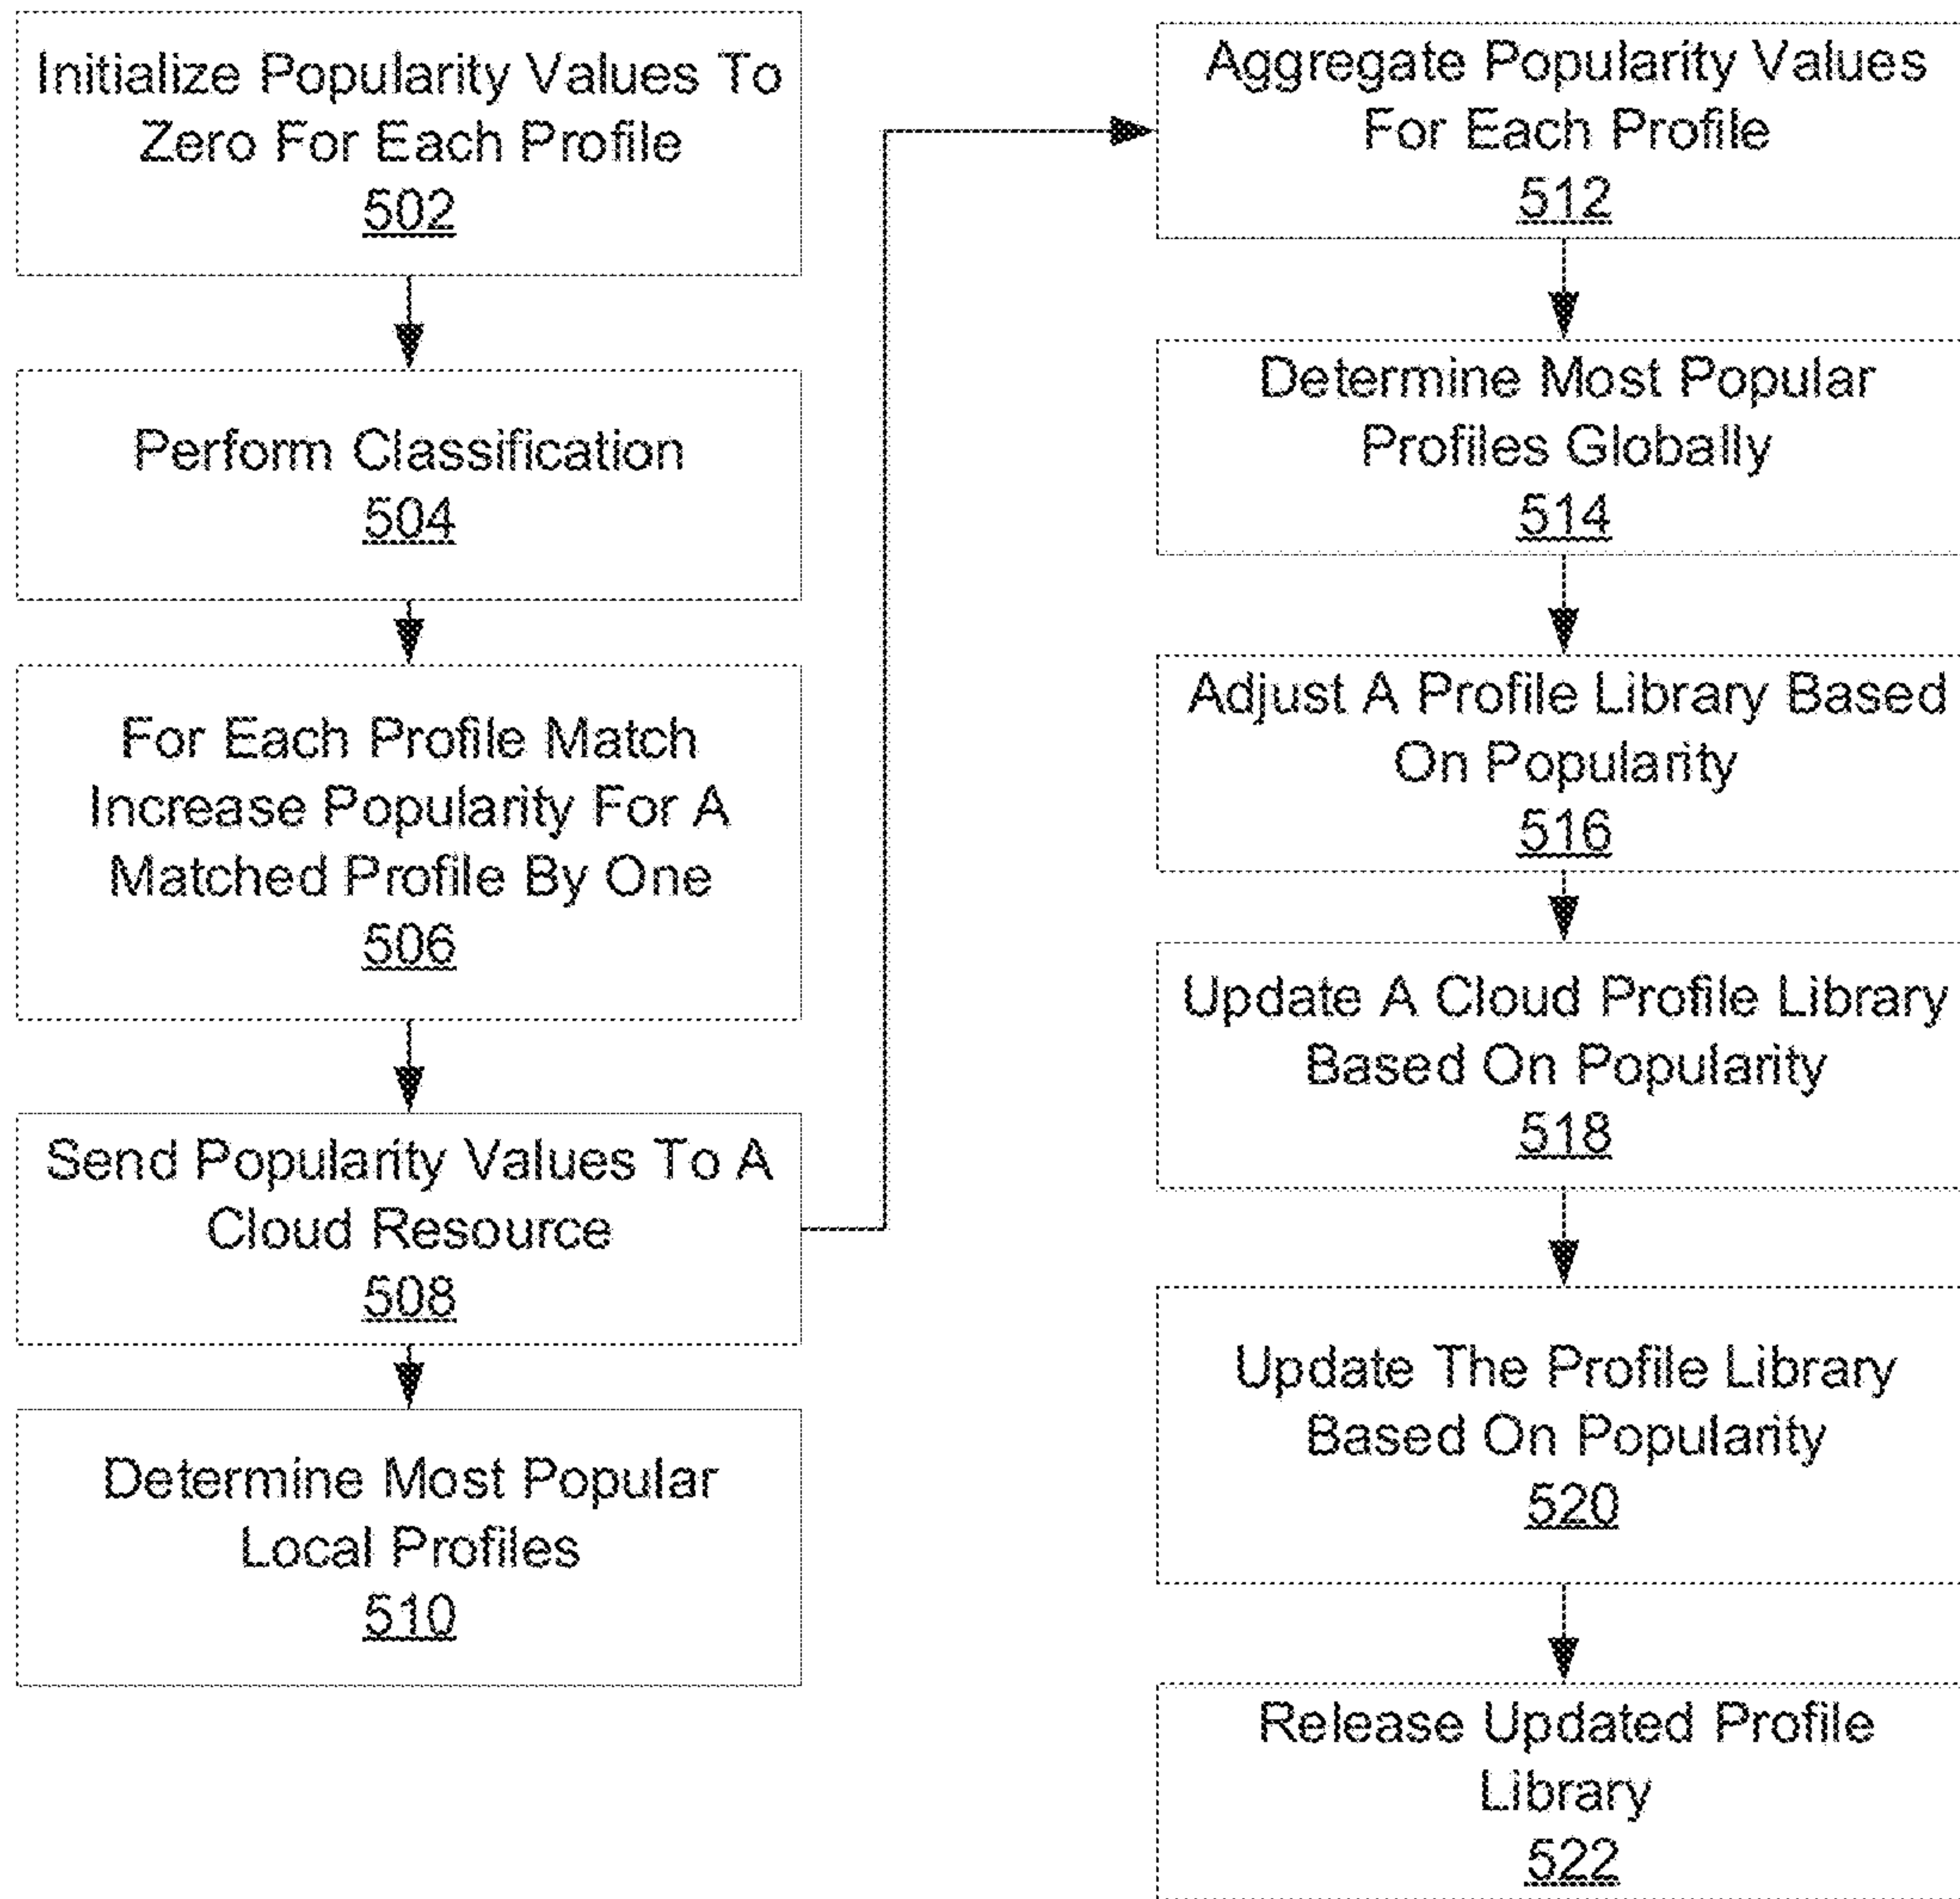 Initialize Popularity Values To
Zero For Each Profile
502
Perform Classification
504
For Each Profile Match
Increase Popularity For A
Matched Profile By One
506
Send Popularity Values To A
Cloud Resource
508
Determine Most Popular
Local Profiles
510
Aggregate Popularity Values
For Each Profile
512
Determine Most Popular
Profiles Globally
514
Adjust A Profile Library Based
On Popularity
516
Update A Cloud Profile Library
Based On Popularity
518
Update The Profile Library
Based On Popularity
520
Release Updated Profile
Library
522